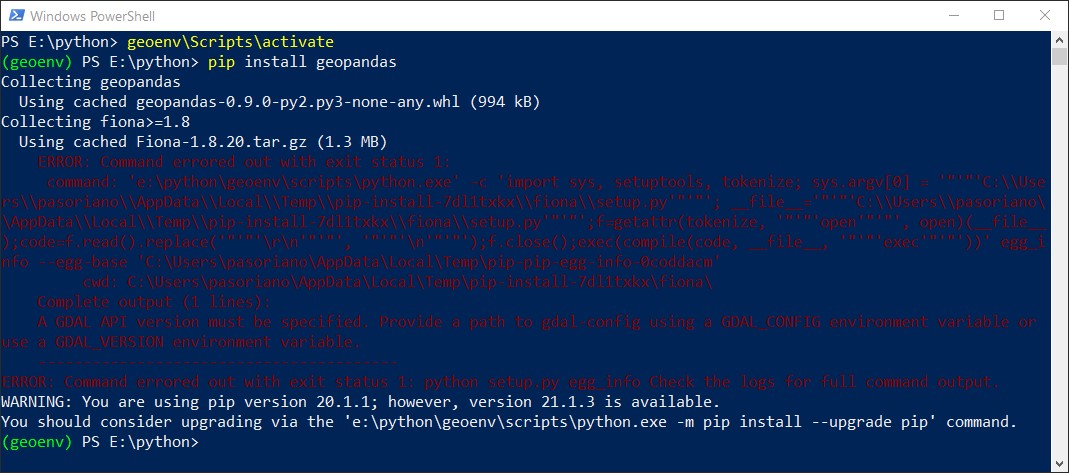 Windows PowerShell
PS E:\python> geoenv\Scripts\activate
(geoenv) PS E:\python> pip install geopandas
Collecting geopandas
  Using cached geopandas-0.9.0-py2.py3-none-any.whl (994 kB)
Collecting fiona>=1.8
  Using cached Fiona-1.8.20.tar.gz (1.3 MB)
    ERROR: Command errored out with exit status 1:
     command: 'e:\python\geoenv\scripts\python.exe' -c 'import sys, setuptools, tokenize; sys.argv[0] = '"'"'C:\\Use
rs\\pasoriano\\AppData\\Local\\Temp\\pip-install-7dl1txkx\\fiona\\setup.py'"'"'; __file__='"'"'C:\\Users\\pasoriano\
\AppData\\Local\\Temp\\pip-install-7dl1txkx\\fiona\\setup.py'"'"';f=getattr(tokenize, '"'"'open'"'"', open)(__file__
);code=f.read().replace('"'"'\r\n'"'"', '"'"'\n'"'"');f.close();exec(compile(code, __file__, '"'"'exec'"'"'))' egg_i
nfo --egg-base 'C:\Users\pasoriano\AppData\Local\Temp\pip-pip-egg-info-0coddacm'
         cwd: C:\Users\pasoriano\AppData\Local\Temp\pip-install-7dl1txkx\fiona\
    Complete output (1 lines):
    A GDAL API version must be specified. Provide a path to gdal-config using a GDAL_CONFIG environment variable or
use a GDAL_VERSION environment variable.
    ----------------------------------------
ERROR: Command errored out with exit status 1: python setup.py egg_info Check the logs for full command output.
WARNING: You are using pip version 20.1.1; however, version 21.1.3 is available.
You should consider upgrading via the 'e:\python\geoenv\scripts\python.exe -m pip install --upgrade pip' command.
(geoenv) PS E:\python>